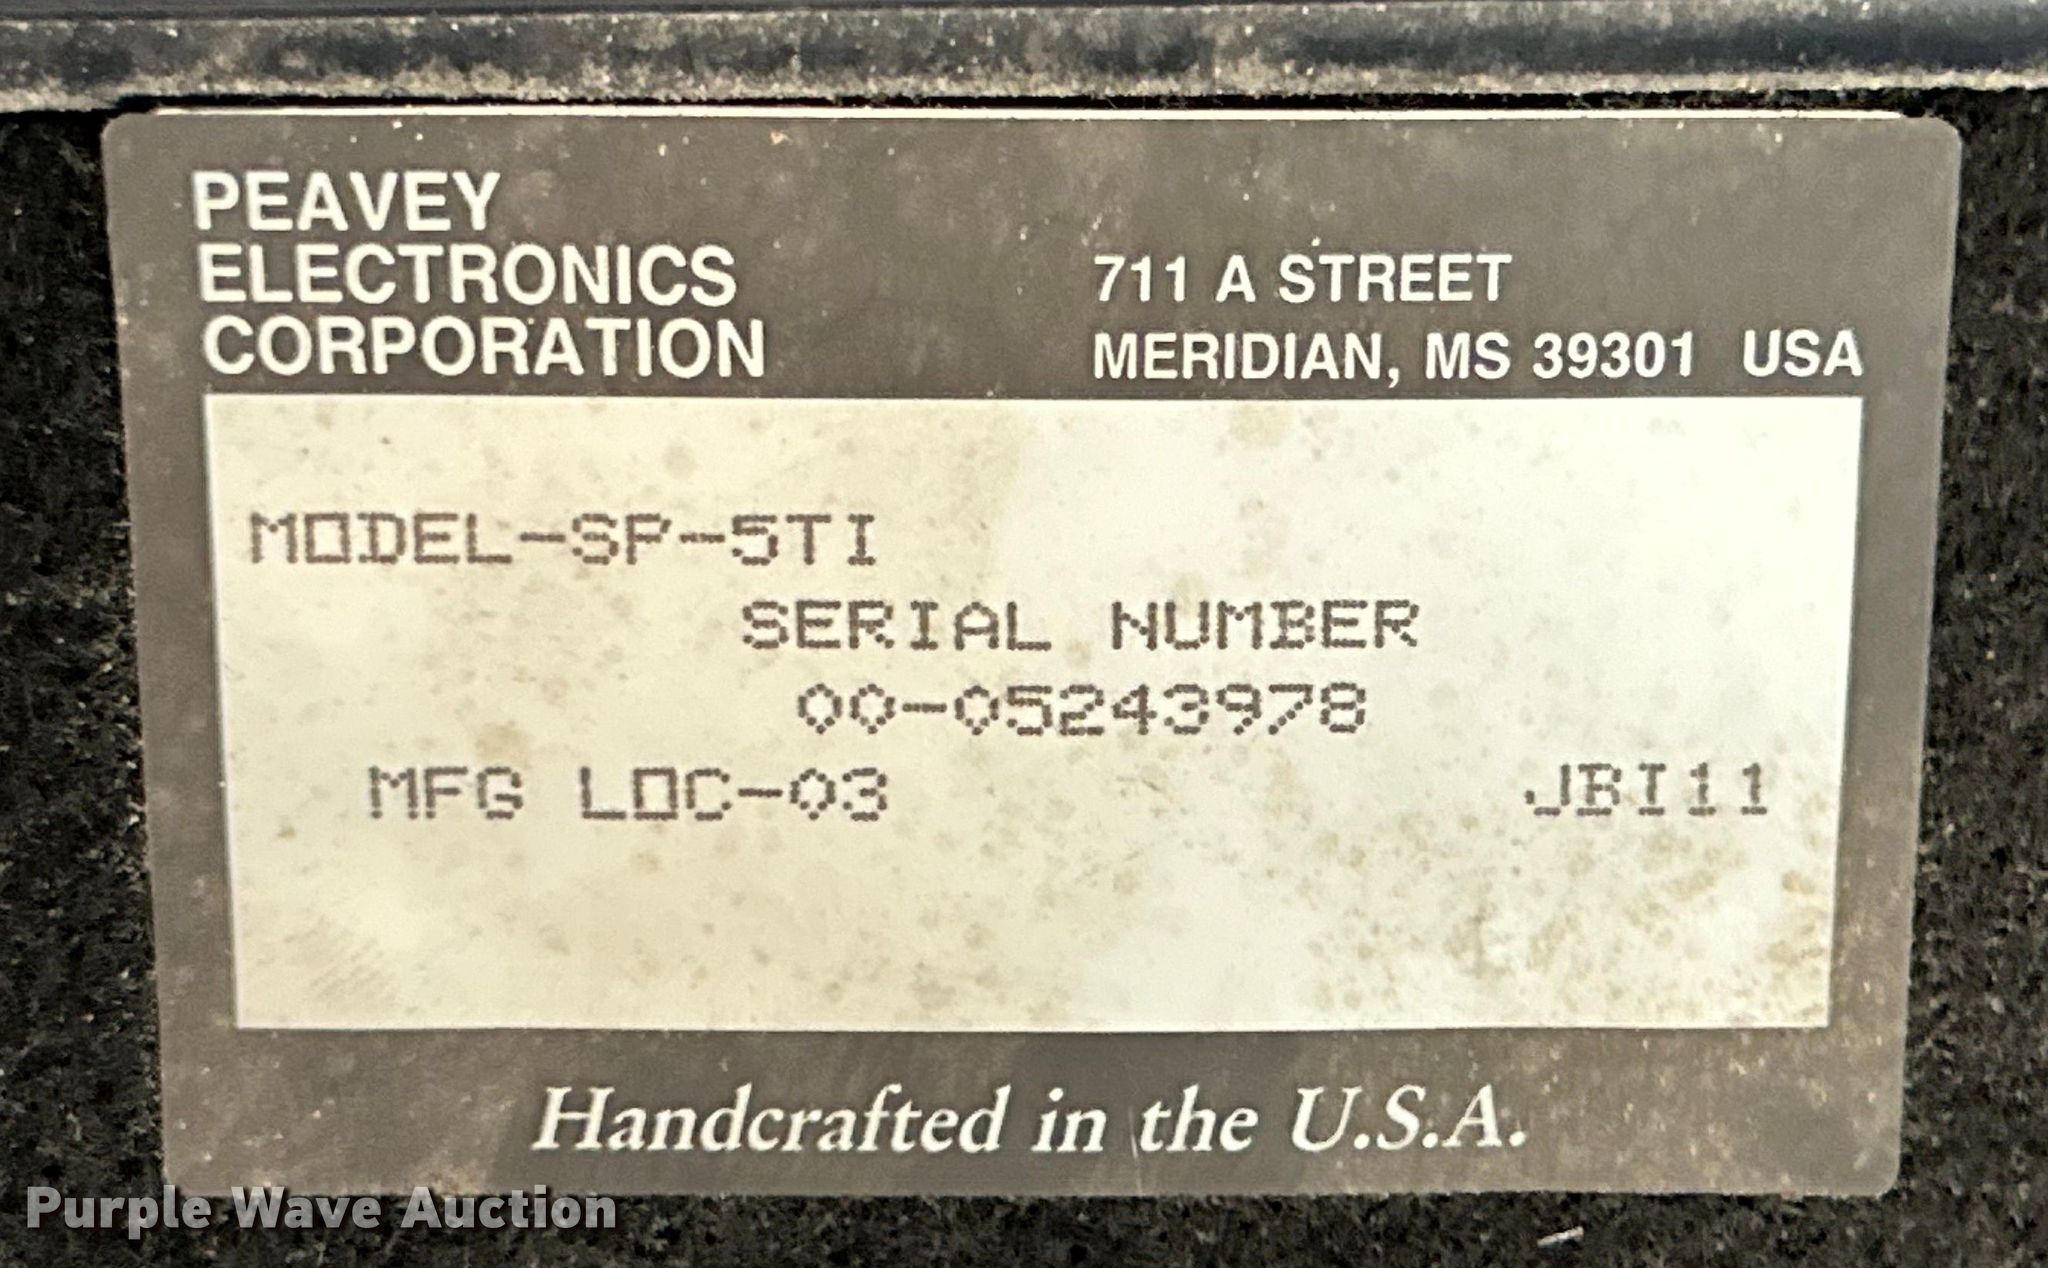 PEAVEY
ELECTRONICS
CORPORATION
711 A STREET
MERIDIAN, MS 39301 USA
MODEL-SP-5TI
SERIAL NUMBER
00-05243978
MFG LOC-03 JBI11
Handcrafted in the U.S.A.
Purple Wave Auction